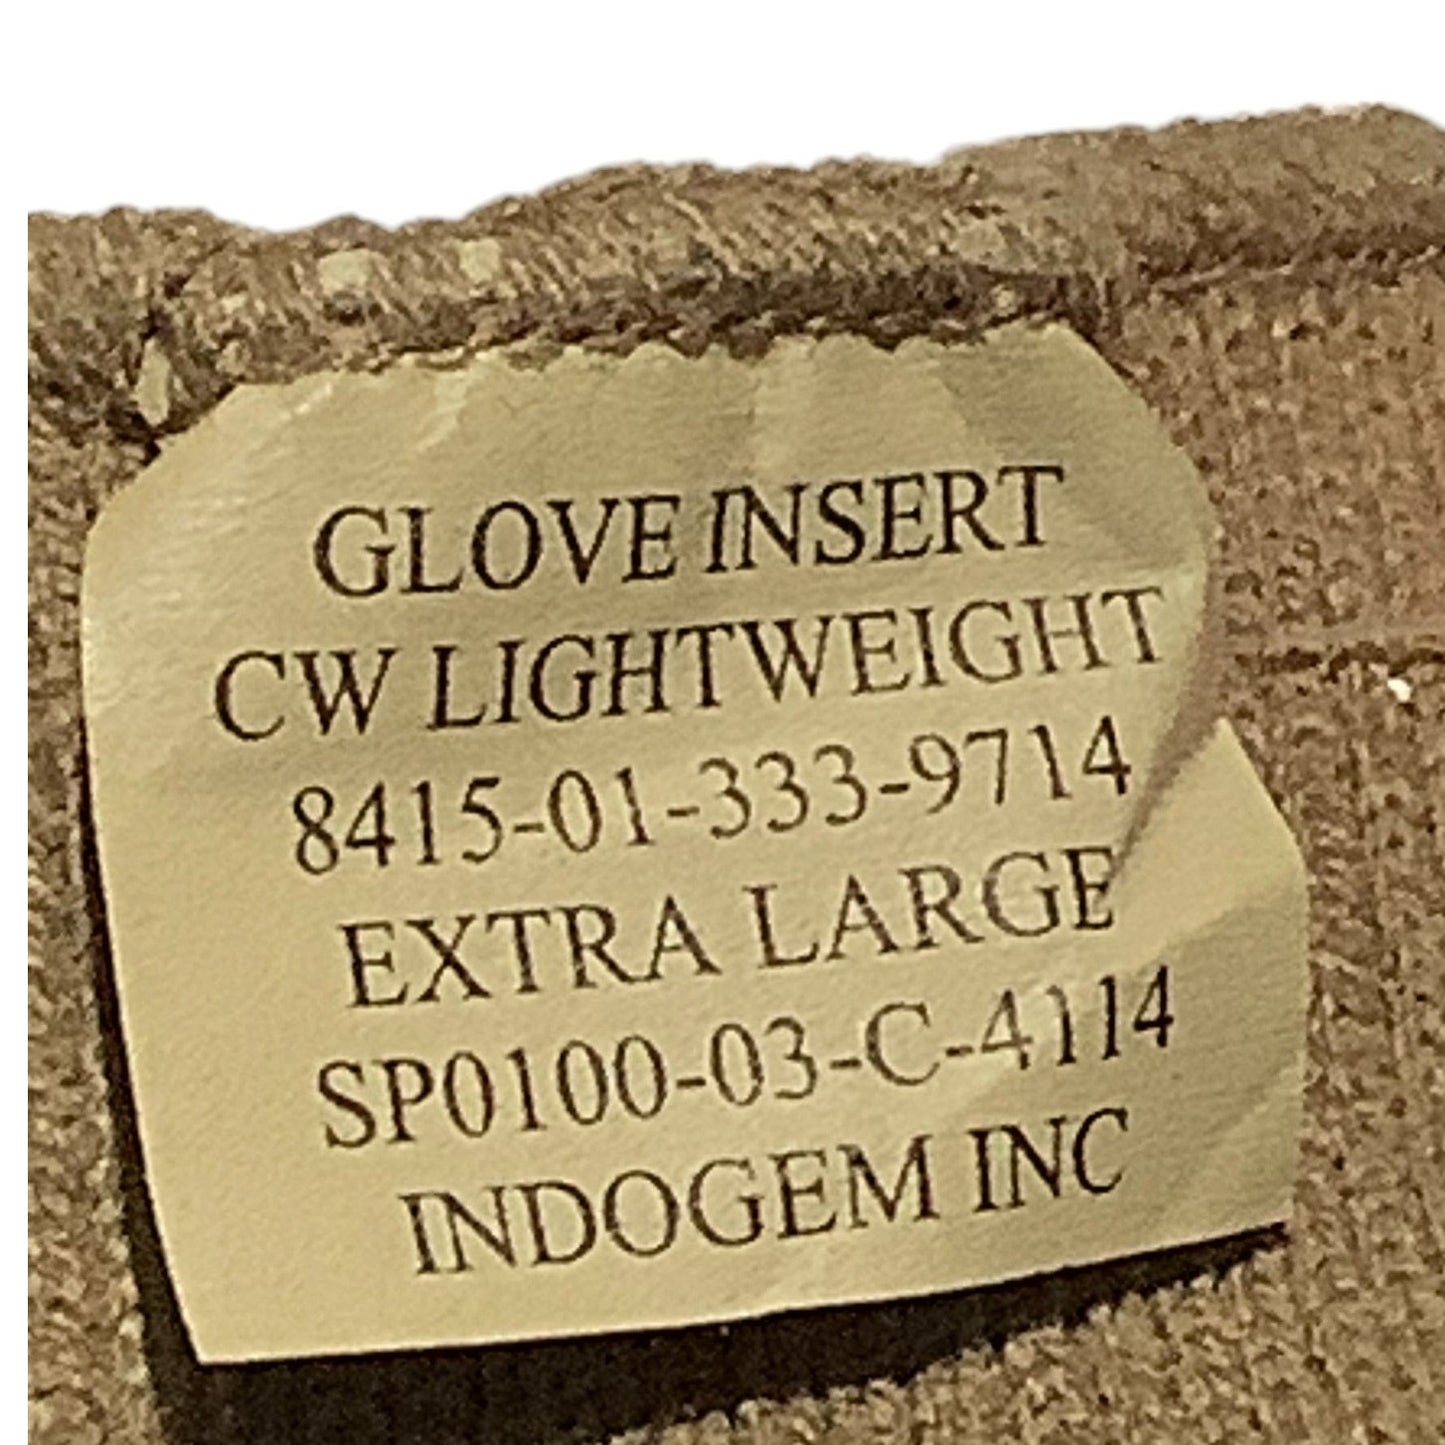 GLOVE INSERT
CW LIGHTWEIGHT
8415-01-333-9714
EXTRA LARGE
SP0100-03-C-4114
INDOGEM INC